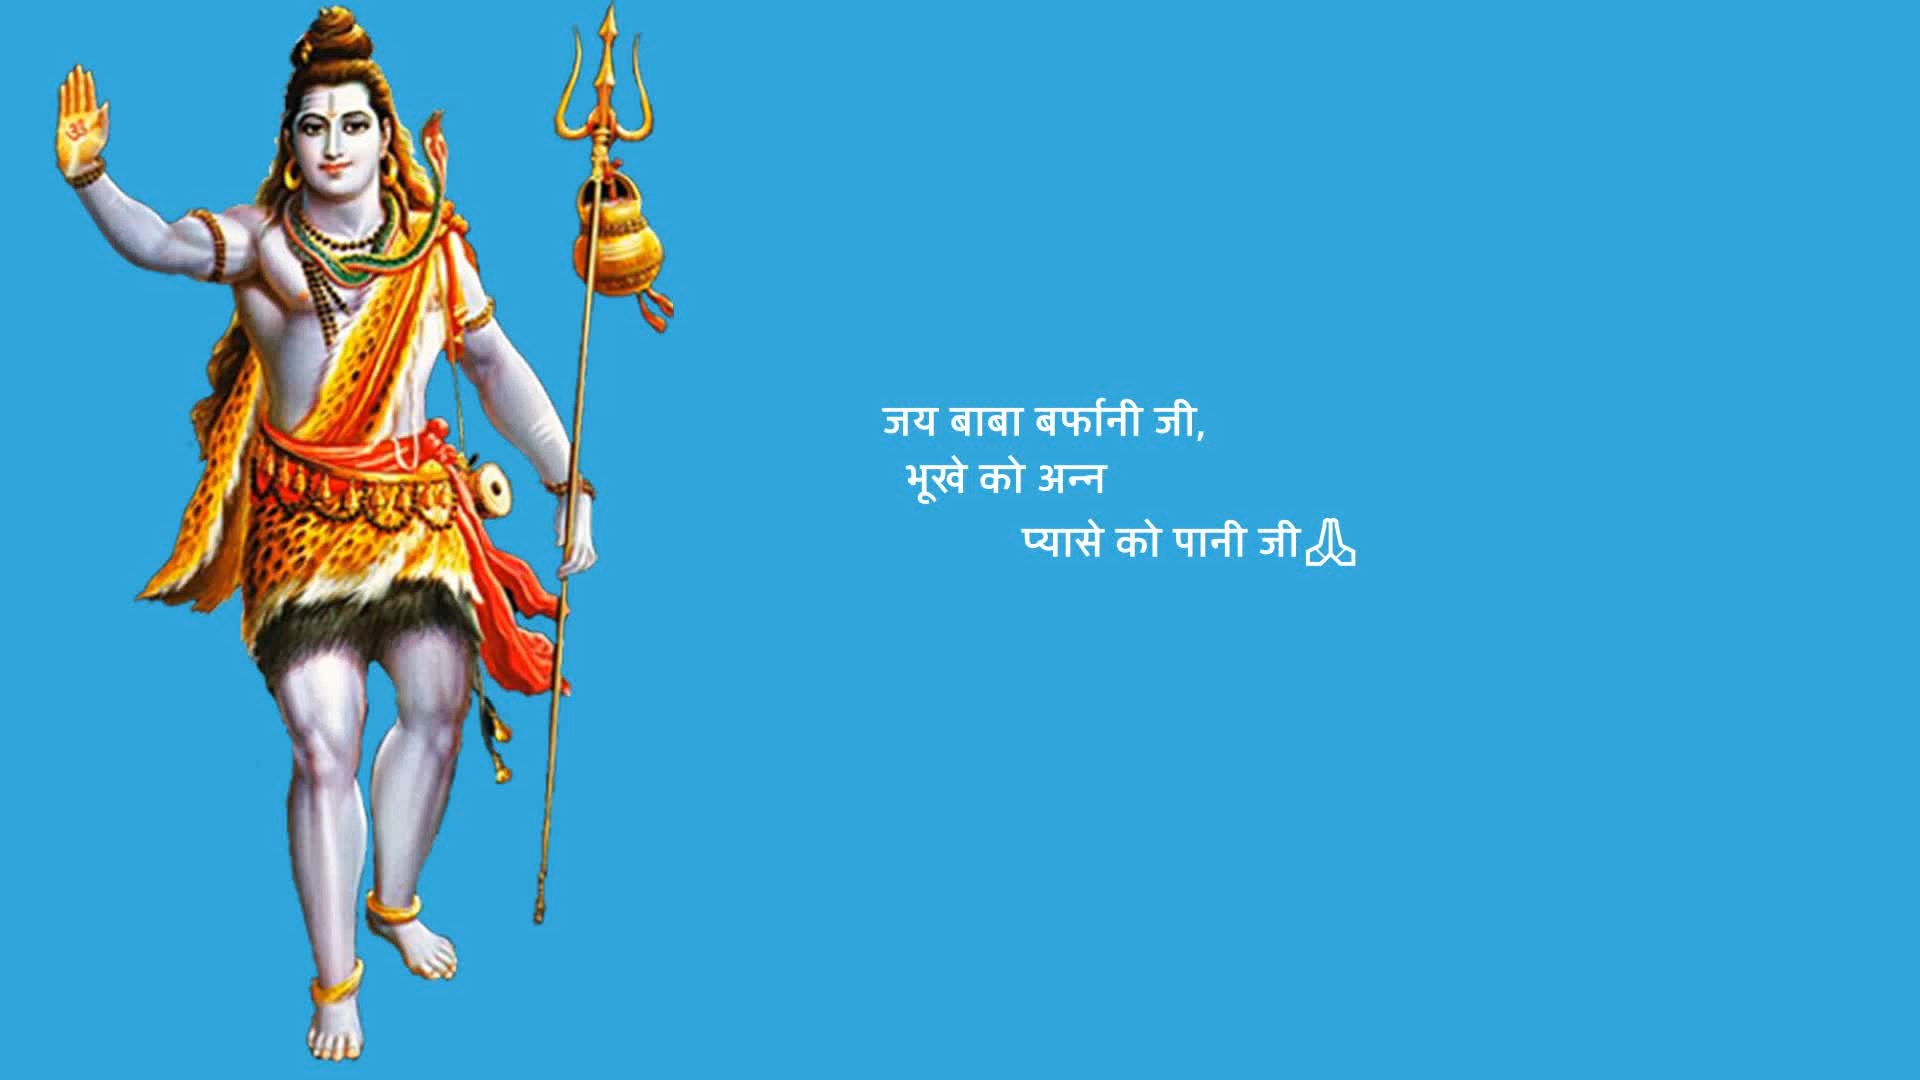 जय बाबा बर्फानी जी,
भूखे को अन्न
प्यासे को पानी जी🙏
ॐ